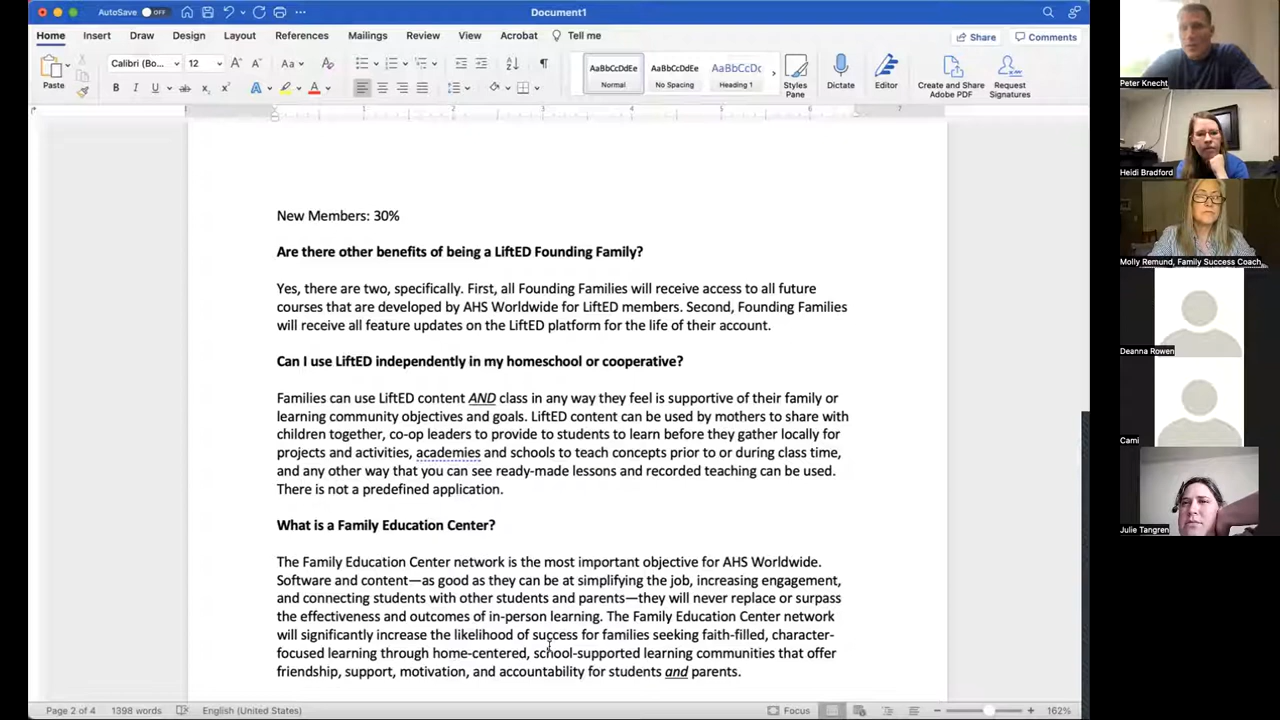 AutoSave OFF
Document1
Home Insert Draw Design Layout References Mailings Review View Acrobat Tell me
Share Comments
Paste
Calibri (Bo... 12
AaBbCcDdEe AaBbCcDdEe AaBbCcDc
Normal No Spacing Heading 1
Styles Pane
Dictate
Editor
Create and Share Adobe PDF
Request Signatures
1 2 3 4 5 6 7
New Members: 30%
Are there other benefits of being a LiftED Founding Family?
Yes, there are two, specifically. First, all Founding Families will receive access to all future
courses that are developed by AHS Worldwide for LiftED members. Second, Founding Families
will receive all feature updates on the LiftED platform for the life of their account.
Can I use LiftED independently in my homeschool or cooperative?
Families can use LiftED content AND class in any way they feel is supportive of their family or
learning community objectives and goals. LiftED content can be used by mothers to share with
children together, co-op leaders to provide to students to learn before they gather locally for
projects and activities, academies and schools to teach concepts prior to or during class time,
and any other way that you can see ready-made lessons and recorded teaching can be used.
There is not a predefined application.
What is a Family Education Center?
The Family Education Center network is the most important objective for AHS Worldwide.
Software and content—as good as they can be at simplifying the job, increasing engagement,
and connecting students with other students and parents—they will never replace or surpass
the effectiveness and outcomes of in-person learning. The Family Education Center network
will significantly increase the likelihood of success for families seeking faith-filled, character-
focused learning through home-centered, school-supported learning communities that offer
friendship, support, motivation, and accountability for students and parents.
Page 2 of 4 1398 words English (United States) Focus 162%
Peter Knecht
Heidi Bradford
Molly Remund, Family Success Coach
Deanna Rowen
Cami
Julie Tangren